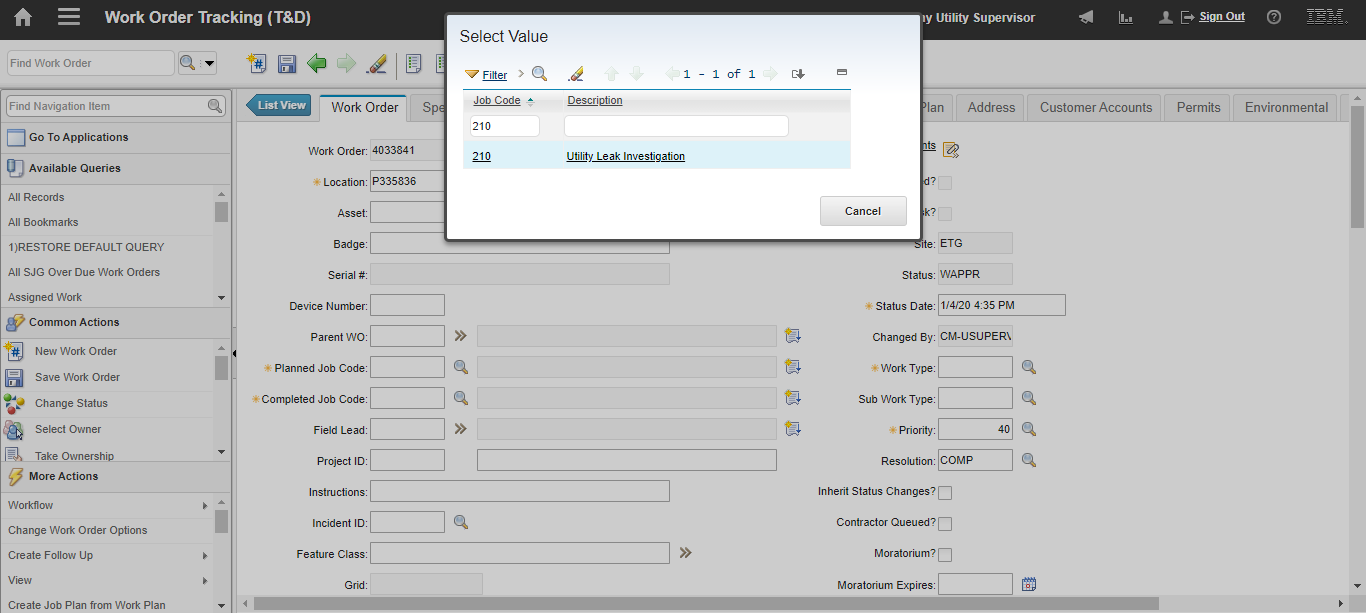 Work Order Tracking (T&D)
ny Utility Supervisor
Sign Out
IBM.
Select Value
Filter
1 - 1 of 1
Job Code
Description
210
210
Utility Leak Investigation
Cancel
Find Work Order
Find Navigation Item
Go To Applications
Available Queries
All Records
All Bookmarks
1)RESTORE DEFAULT QUERY
All SJG Over Due Work Orders
Assigned Work
Common Actions
New Work Order
Save Work Order
Change Status
Select Owner
Take Ownership
More Actions
Workflow
Change Work Order Options
Create Follow Up
View
Create Job Plan from Work Plan
List View
Work Order
Spe
Plan
Address
Customer Accounts
Permits
Environmental
Work Order: 4033841
Location: P335836
Asset:
Badge:
Serial #:
Device Number:
Parent WO:
Planned Job Code:
Completed Job Code:
Field Lead:
Project ID:
Instructions:
Incident ID:
Feature Class:
Grid:
nts
d?
k?
Site: ETG
Status: WAPPR
Status Date: 1/4/20 4:35 PM
Changed By: CM-USUPERV
Work Type:
Sub Work Type:
Priority: 40
Resolution: COMP
Inherit Status Changes?
Contractor Queued?
Moratorium?
Moratorium Expires: